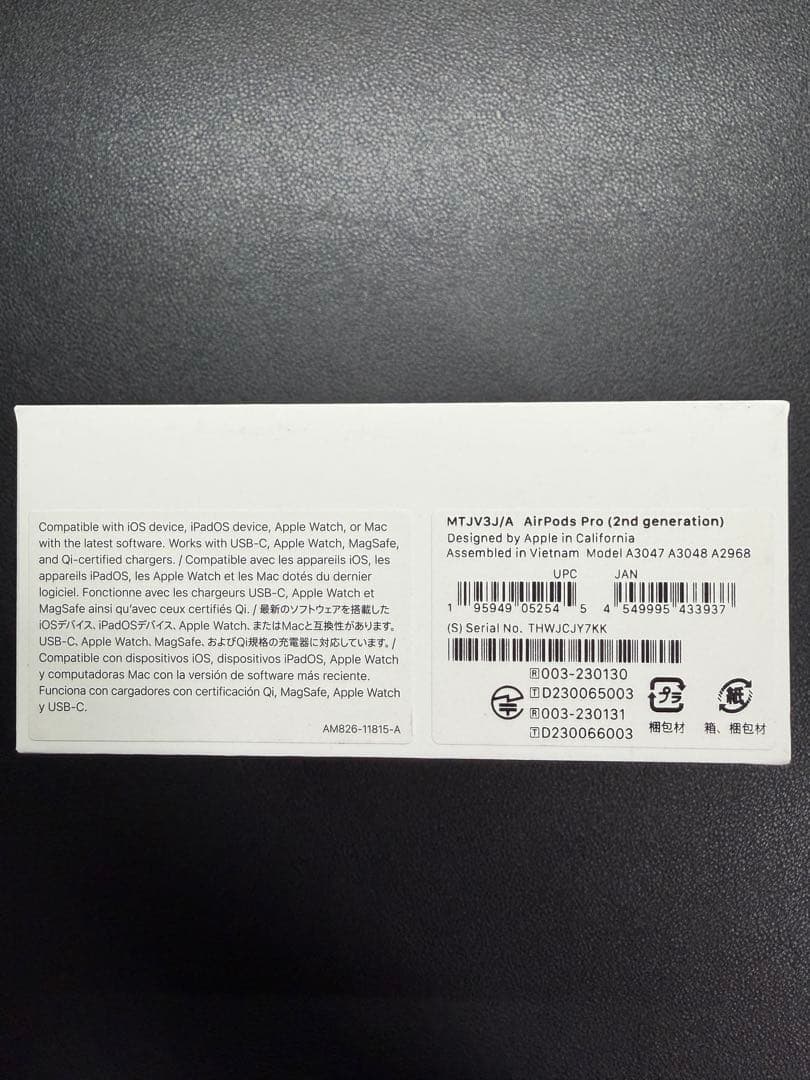 Compatible with iOS device, iPadOS device, Apple Watch, or Mac
with the latest software. Works with USB-C, Apple Watch, MagSafe,
and Qi-certified chargers. / Compatible avec les appareils iOS, les
appareils iPadOS, les Apple Watch et les Mac dotés du dernier
logiciel. Fonctionne avec les chargeurs USB-C, Apple Watch et
MagSafe ainsi qu'avec ceux certifiés Qi. / 最新のソフトウェアを搭載した
iOSデバイス、iPadOSデバイス、Apple Watch、またはMacと互換性があります。
USB-C、Apple Watch、MagSafe、およびQi規格の充電器に対応しています。/
Compatible con dispositivos iOS, dispositivos iPadOS, Apple Watch
y computadoras Mac con la versión de software más reciente.
Funciona con cargadores con certificación Qi, MagSafe, Apple Watch
y USB-C.
AM826-11815-A
MTJV3J/A AirPods Pro (2nd generation)
Designed by Apple in California
Assembled in Vietnam Model A3047 A3048 A2968
UPC JAN
1 95949 05254 5 4 549995 433937
(S) Serial No. THWJCJY7KK
R 003-230130
T D230065003
R 003-230131
T D230066003
プラ
梱包材
紙
箱、梱包材